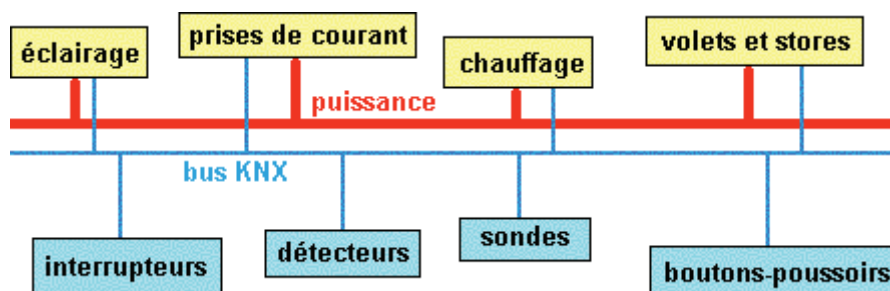 éclairage
prises de courant
chauffage
volets et stores
puissance
bus KNX
interrupteurs
détecteurs
sondes
boutons-poussoirs